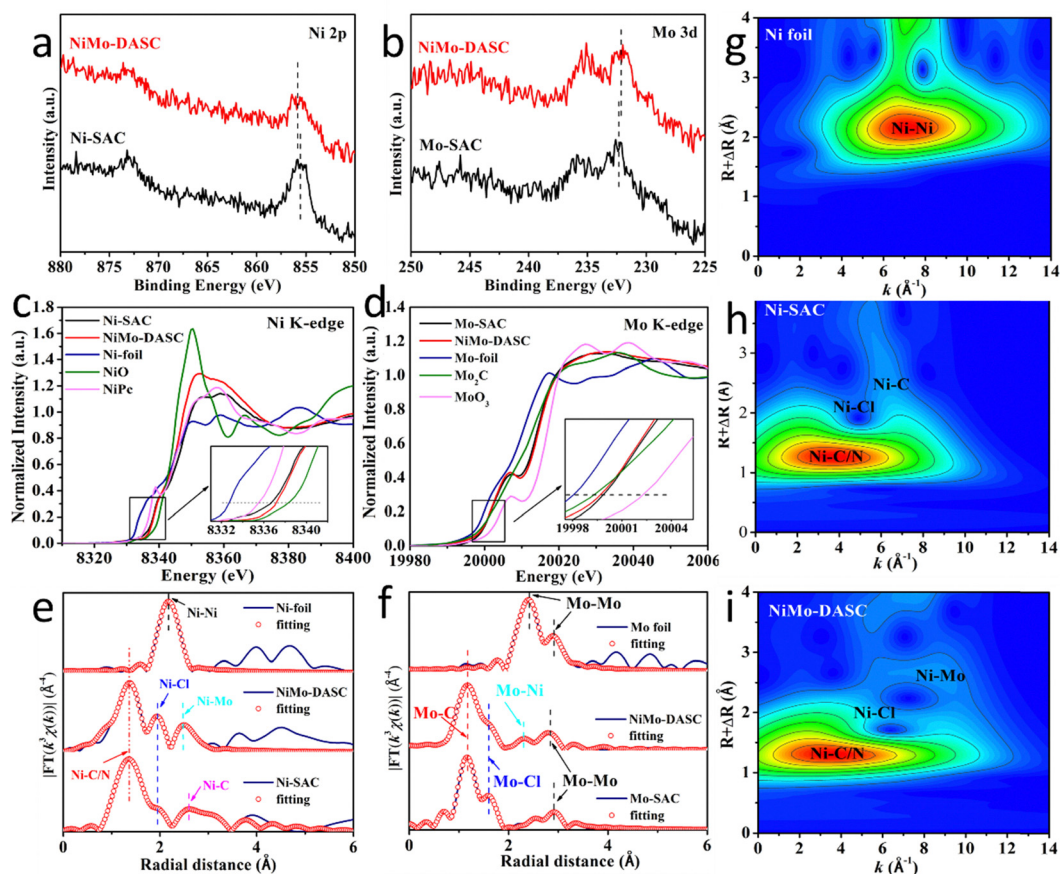 a
Ni 2p
NiMo-DASC
Ni-SAC
Intensity (a.u.)
880 875 870 865 860 855 850
Binding Energy (eV)
b
Mo 3d
NiMo-DASC
Mo-SAC
Intensity (a.u.)
250 245 240 235 230 225
Binding Energy (eV)
g
Ni foil
Ni-Ni
R+ΔR (Å)
4
3
2
1
0
0 2 4 6 8 10 12 14
k (Å⁻¹)
c
Ni K-edge
Ni-SAC
NiMo-DASC
Ni-foil
NiO
NiPc
Normalized Intensity (a.u.)
1.8
1.6
1.4
1.2
1.0
0.8
0.6
0.4
0.2
0.0
8332 8336 8340
8320 8340 8360 8380 8400
Energy (eV)
d
Mo K-edge
Mo-SAC
NiMo-DASC
Mo-foil
Mo₂C
MoO₃
Normalized Intensity (a.u.)
1.4
1.2
1.0
0.8
0.6
0.4
0.2
0.0
19998 20001 20004
19980 20000 20020 20040 2006
Energy (eV)
h
Ni-SAC
Ni-C
Ni-Cl
Ni-C/N
R+ΔR (Å)
3
2
1
0
0 2 4 6 8 10 12 14
k (Å⁻¹)
e
Ni-Ni
Ni-foil
fitting
Ni-Cl
Ni-Mo
NiMo-DASC
fitting
Ni-C/N
Ni-C
Ni-SAC
fitting
|FT(k³χ(k))| (Å⁻⁴)
0 1 2 3 4 5 6
Radial distance (Å)
f
Mo-Mo
Mo foil
fitting
Mo-C
Mo-Ni
NiMo-DASC
fitting
Mo-Cl
Mo-Mo
Mo-SAC
fitting
|FT(k³χ(k))| (Å⁻⁴)
0 1 2 3 4 5 6
Radial distance (Å)
i
NiMo-DASC
Ni-Mo
Ni-Cl
Ni-C/N
R+ΔR (Å)
4
3
2
1
0
0 2 4 6 8 10 12 14
k (Å⁻¹)